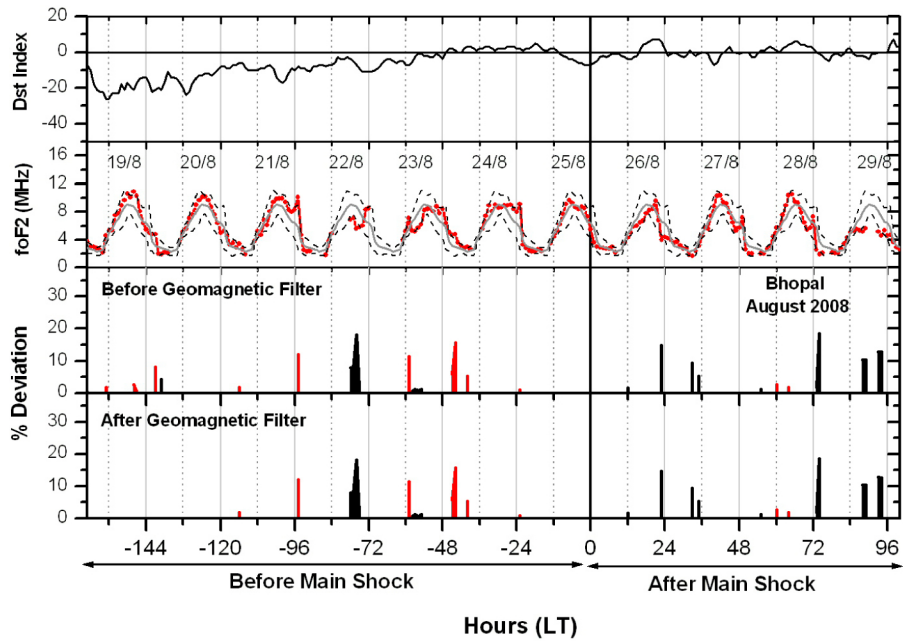 Dst Index
20
0
-20
-40
foF2 (MHz)
16
12
8
4
0
19/8 20/8 21/8 22/8 23/8 24/8 25/8 26/8 27/8 28/8 29/8
% Deviation
Before Geomagnetic Filter
Bhopal
August 2008
30
20
10
0
After Geomagnetic Filter
30
20
10
0
-144 -120 -96 -72 -48 -24 0 24 48 72 96
Before Main Shock After Main Shock
Hours (LT)